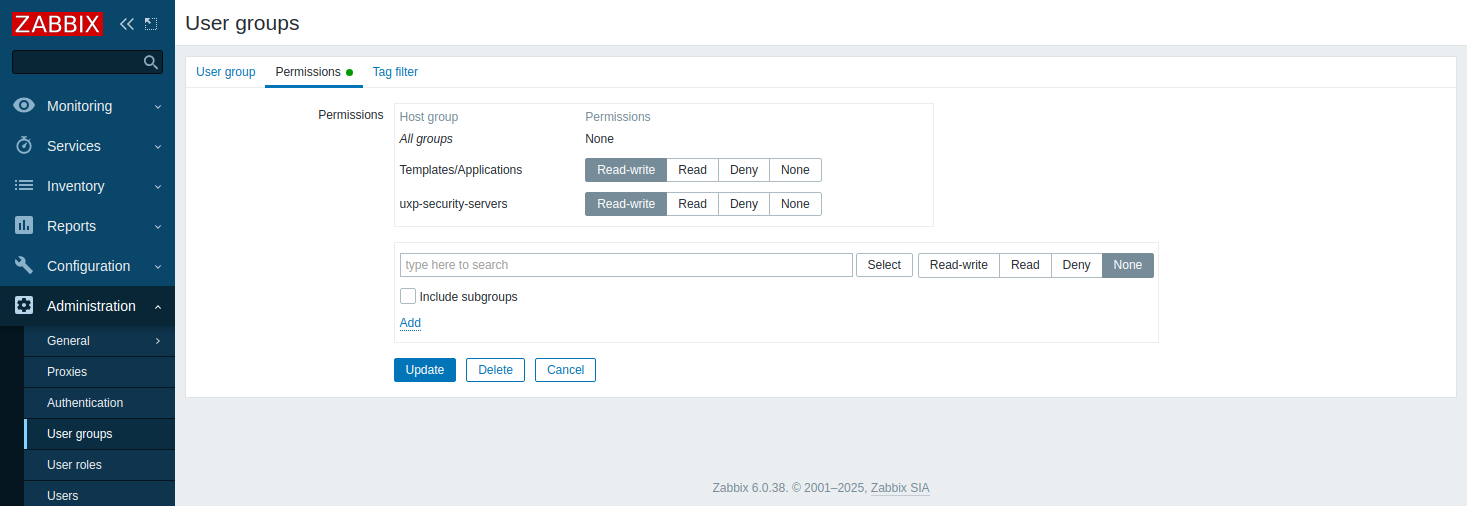 ZABBIX
Monitoring
Services
Inventory
Reports
Configuration
Administration
General
Proxies
Authentication
User groups
User roles
Users
User groups
User group Permissions Tag filter
Permissions
Host group Permissions
All groups None
Templates/Applications Read-write Read Deny None
uxp-security-servers Read-write Read Deny None
type here to search Select Read-write Read Deny None
Include subgroups
Add
Update Delete Cancel
Zabbix 6.0.38. © 2001–2025, Zabbix SIA